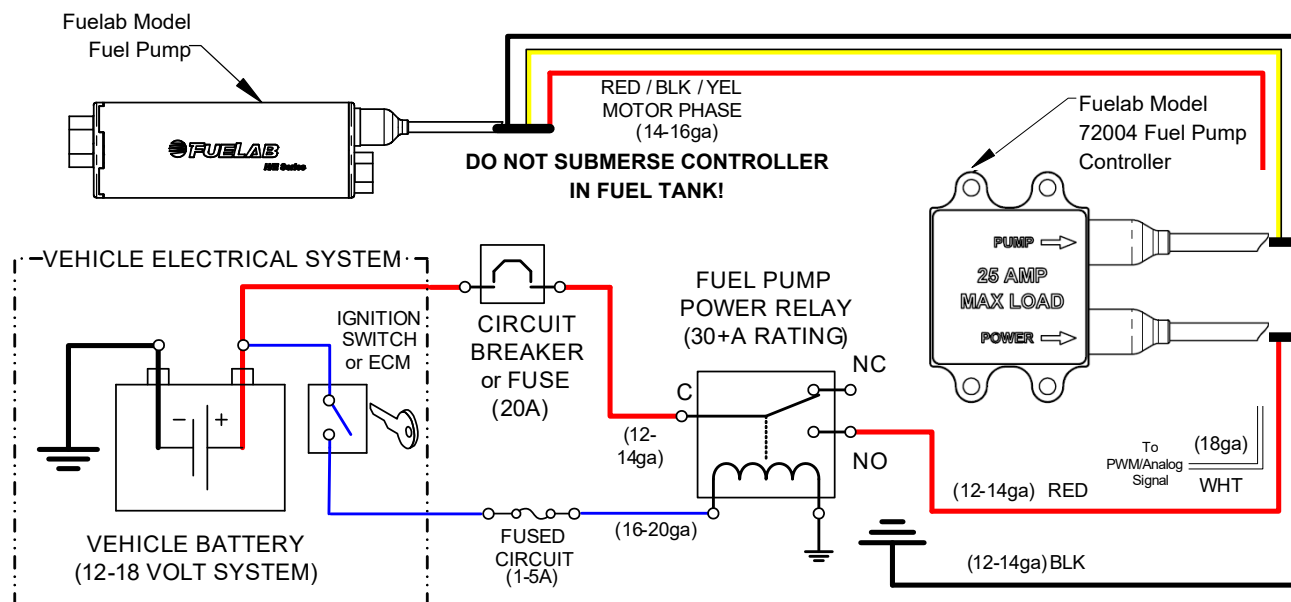 Fuelab Model
Fuel Pump
FUELAB
RED / BLK / YEL
MOTOR PHASE
(14-16ga)
DO NOT SUBMERSE CONTROLLER
IN FUEL TANK!
Fuelab Model
72004 Fuel Pump
Controller
PUMP
25 AMP
MAX LOAD
POWER
VEHICLE ELECTRICAL SYSTEM
IGNITION
SWITCH
or ECM
CIRCUIT
BREAKER
or FUSE
(20A)
FUEL PUMP
POWER RELAY
(30+A RATING)
C
NC
NO
(12-
14ga)
- +
VEHICLE BATTERY
(12-18 VOLT SYSTEM)
FUSED
CIRCUIT
(1-5A)
(16-20ga)
To
PWM/Analog
Signal
(18ga)
WHT
(12-14ga) RED
(12-14ga) BLK